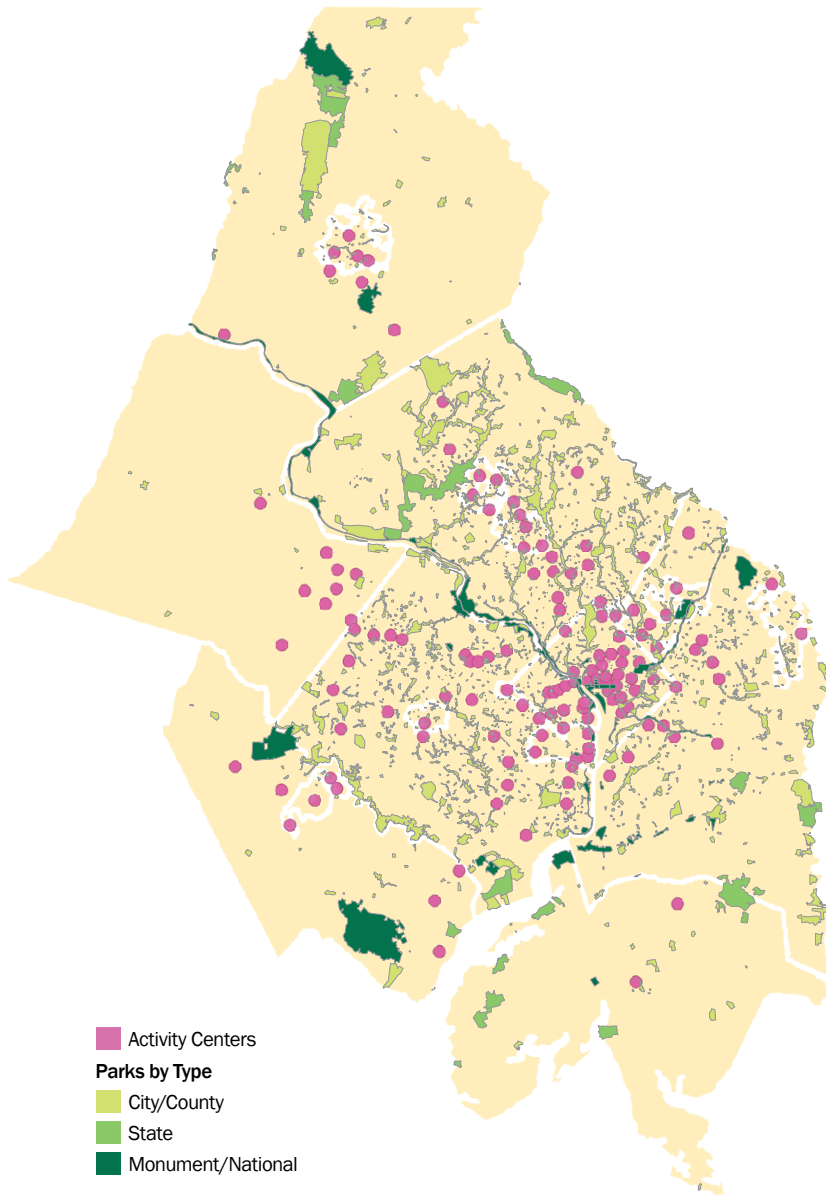 Activity Centers
Parks by Type
City/County
State
Monument/National